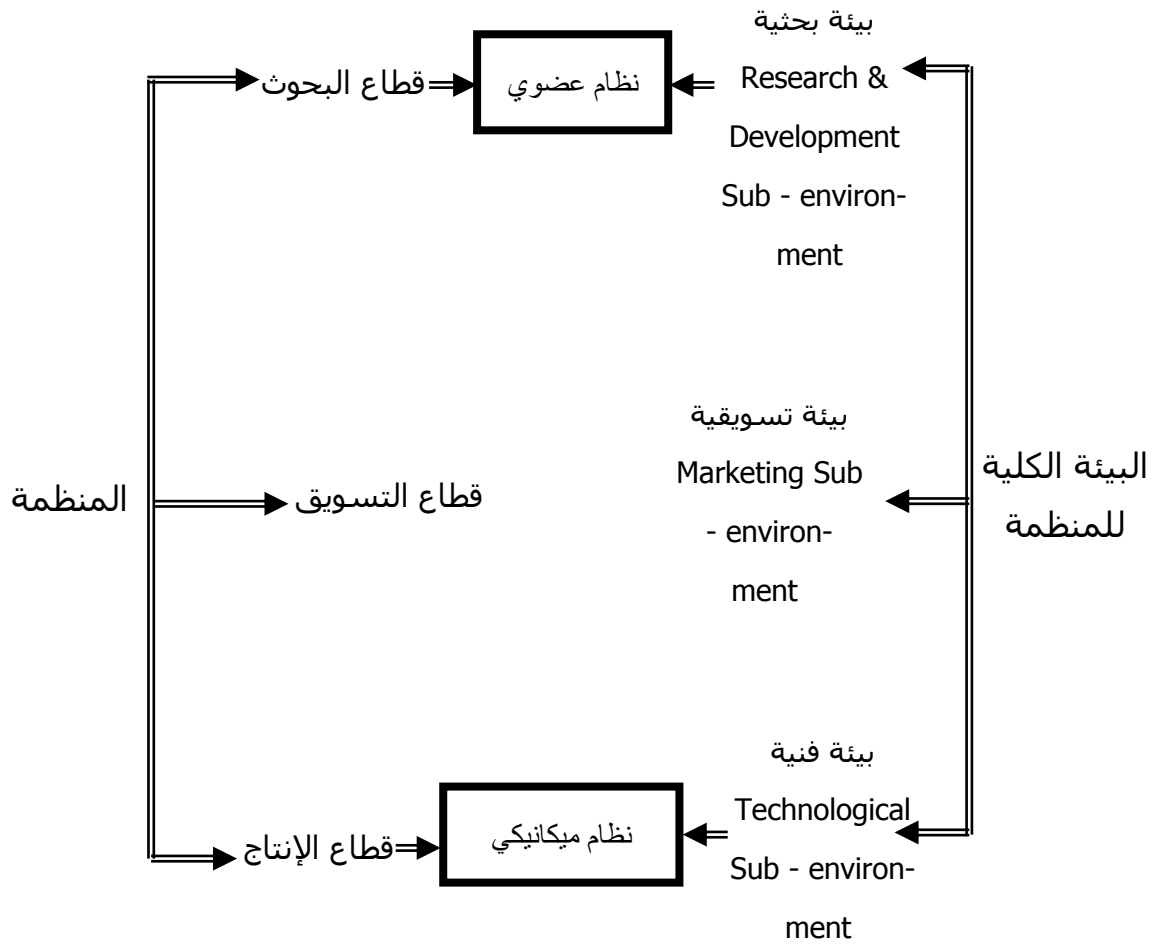 بيئة بحثية
Research &
Development
Sub - environ-
ment
نظام عضوي
قطاع البحوث
البيئة الكلية
للمنظمة
بيئة تسويقية
Marketing Sub
- environ-
ment
قطاع التسويق
المنظمة
بيئة فنية
Technological
Sub - environ-
ment
نظام ميكانيكي
قطاع الإنتاج